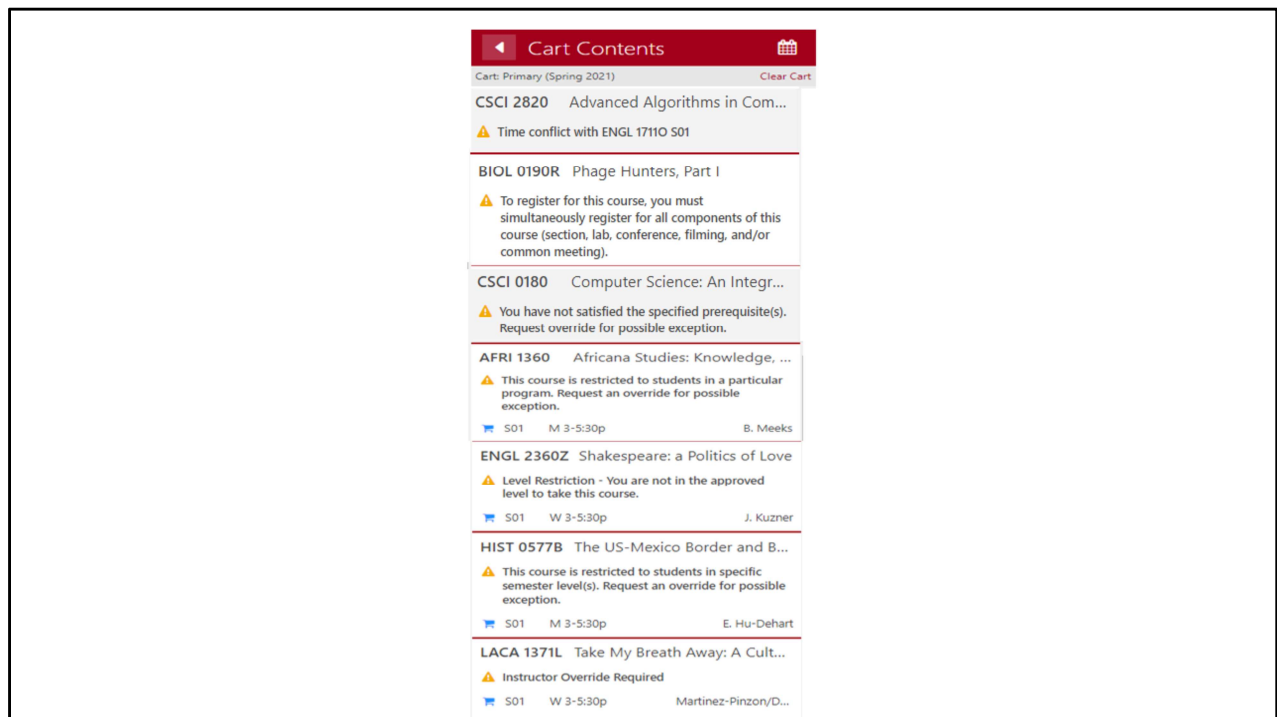 Cart Contents
Cart: Primary (Spring 2021) Clear Cart
CSCI 2820 Advanced Algorithms in Com...
Time conflict with ENGL 1711O S01
BIOL 0190R Phage Hunters, Part I
To register for this course, you must
simultaneously register for all components of this
course (section, lab, conference, filming, and/or
common meeting).
CSCI 0180 Computer Science: An Integr...
You have not satisfied the specified prerequisite(s).
Request override for possible exception.
AFRI 1360 Africana Studies: Knowledge, ...
This course is restricted to students in a particular
program. Request an override for possible
exception.
S01 M 3-5:30p B. Meeks
ENGL 2360Z Shakespeare: a Politics of Love
Level Restriction - You are not in the approved
level to take this course.
S01 W 3-5:30p J. Kuzner
HIST 0577B The US-Mexico Border and B...
This course is restricted to students in specific
semester level(s). Request an override for possible
exception.
S01 M 3-5:30p E. Hu-Dehart
LACA 1371L Take My Breath Away: A Cult...
Instructor Override Required
S01 W 3-5:30p Martinez-Pinzon/D...